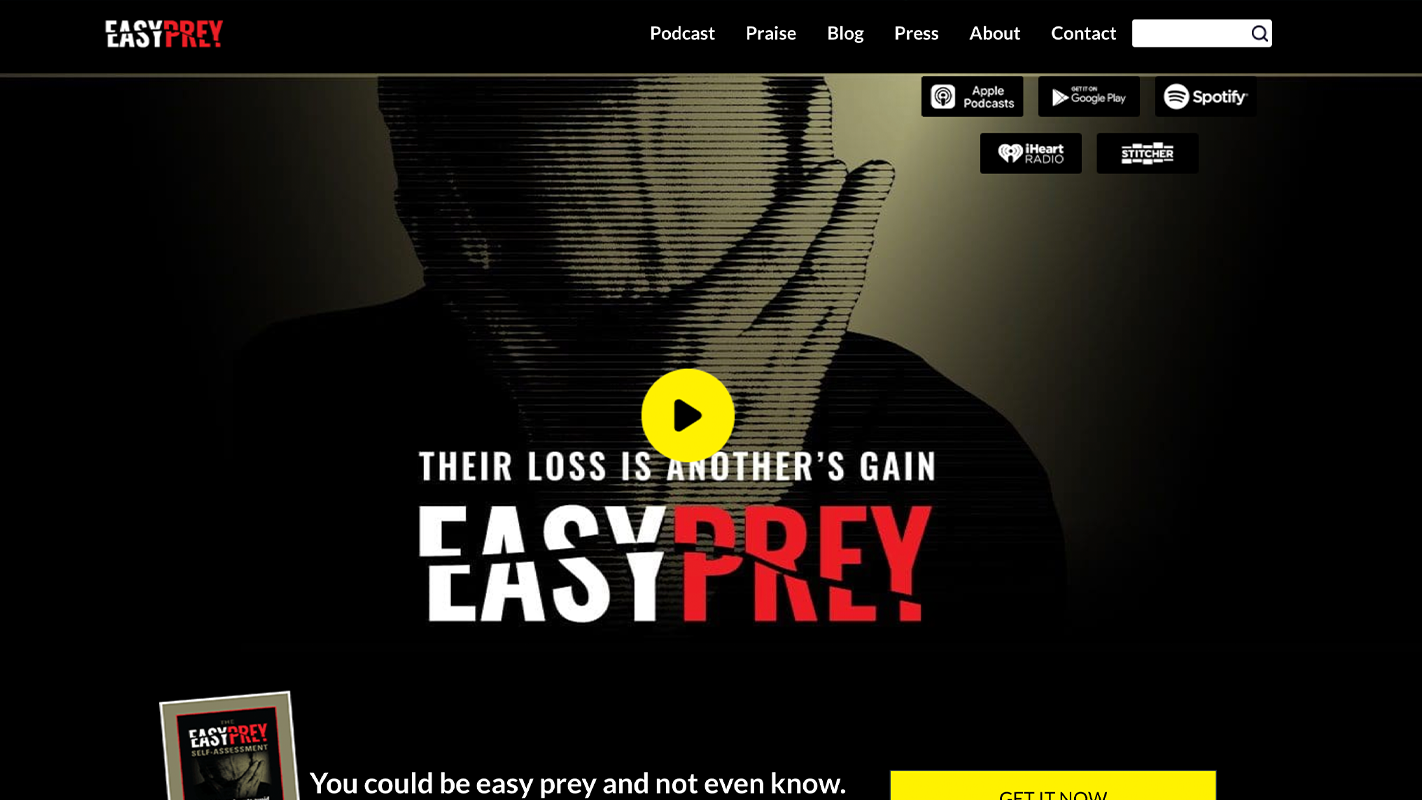 EASYPREY
Podcast Praise Blog Press About Contact
Apple Podcasts
GET IT ON Google Play
Spotify
iHeart RADIO
STITCHER
THEIR LOSS IS ANOTHER'S GAIN
EASYPREY
THE
EASYPREY
SELF-ASSESSMENT
You could be easy prey and not even know.
GET IT NOW